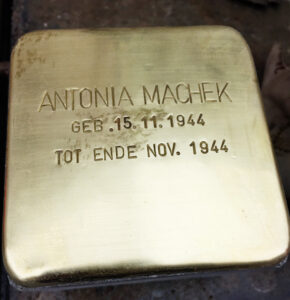 ANTONIA MACHEK
GEB. 15.11.1944
TOT ENDE NOV. 1944